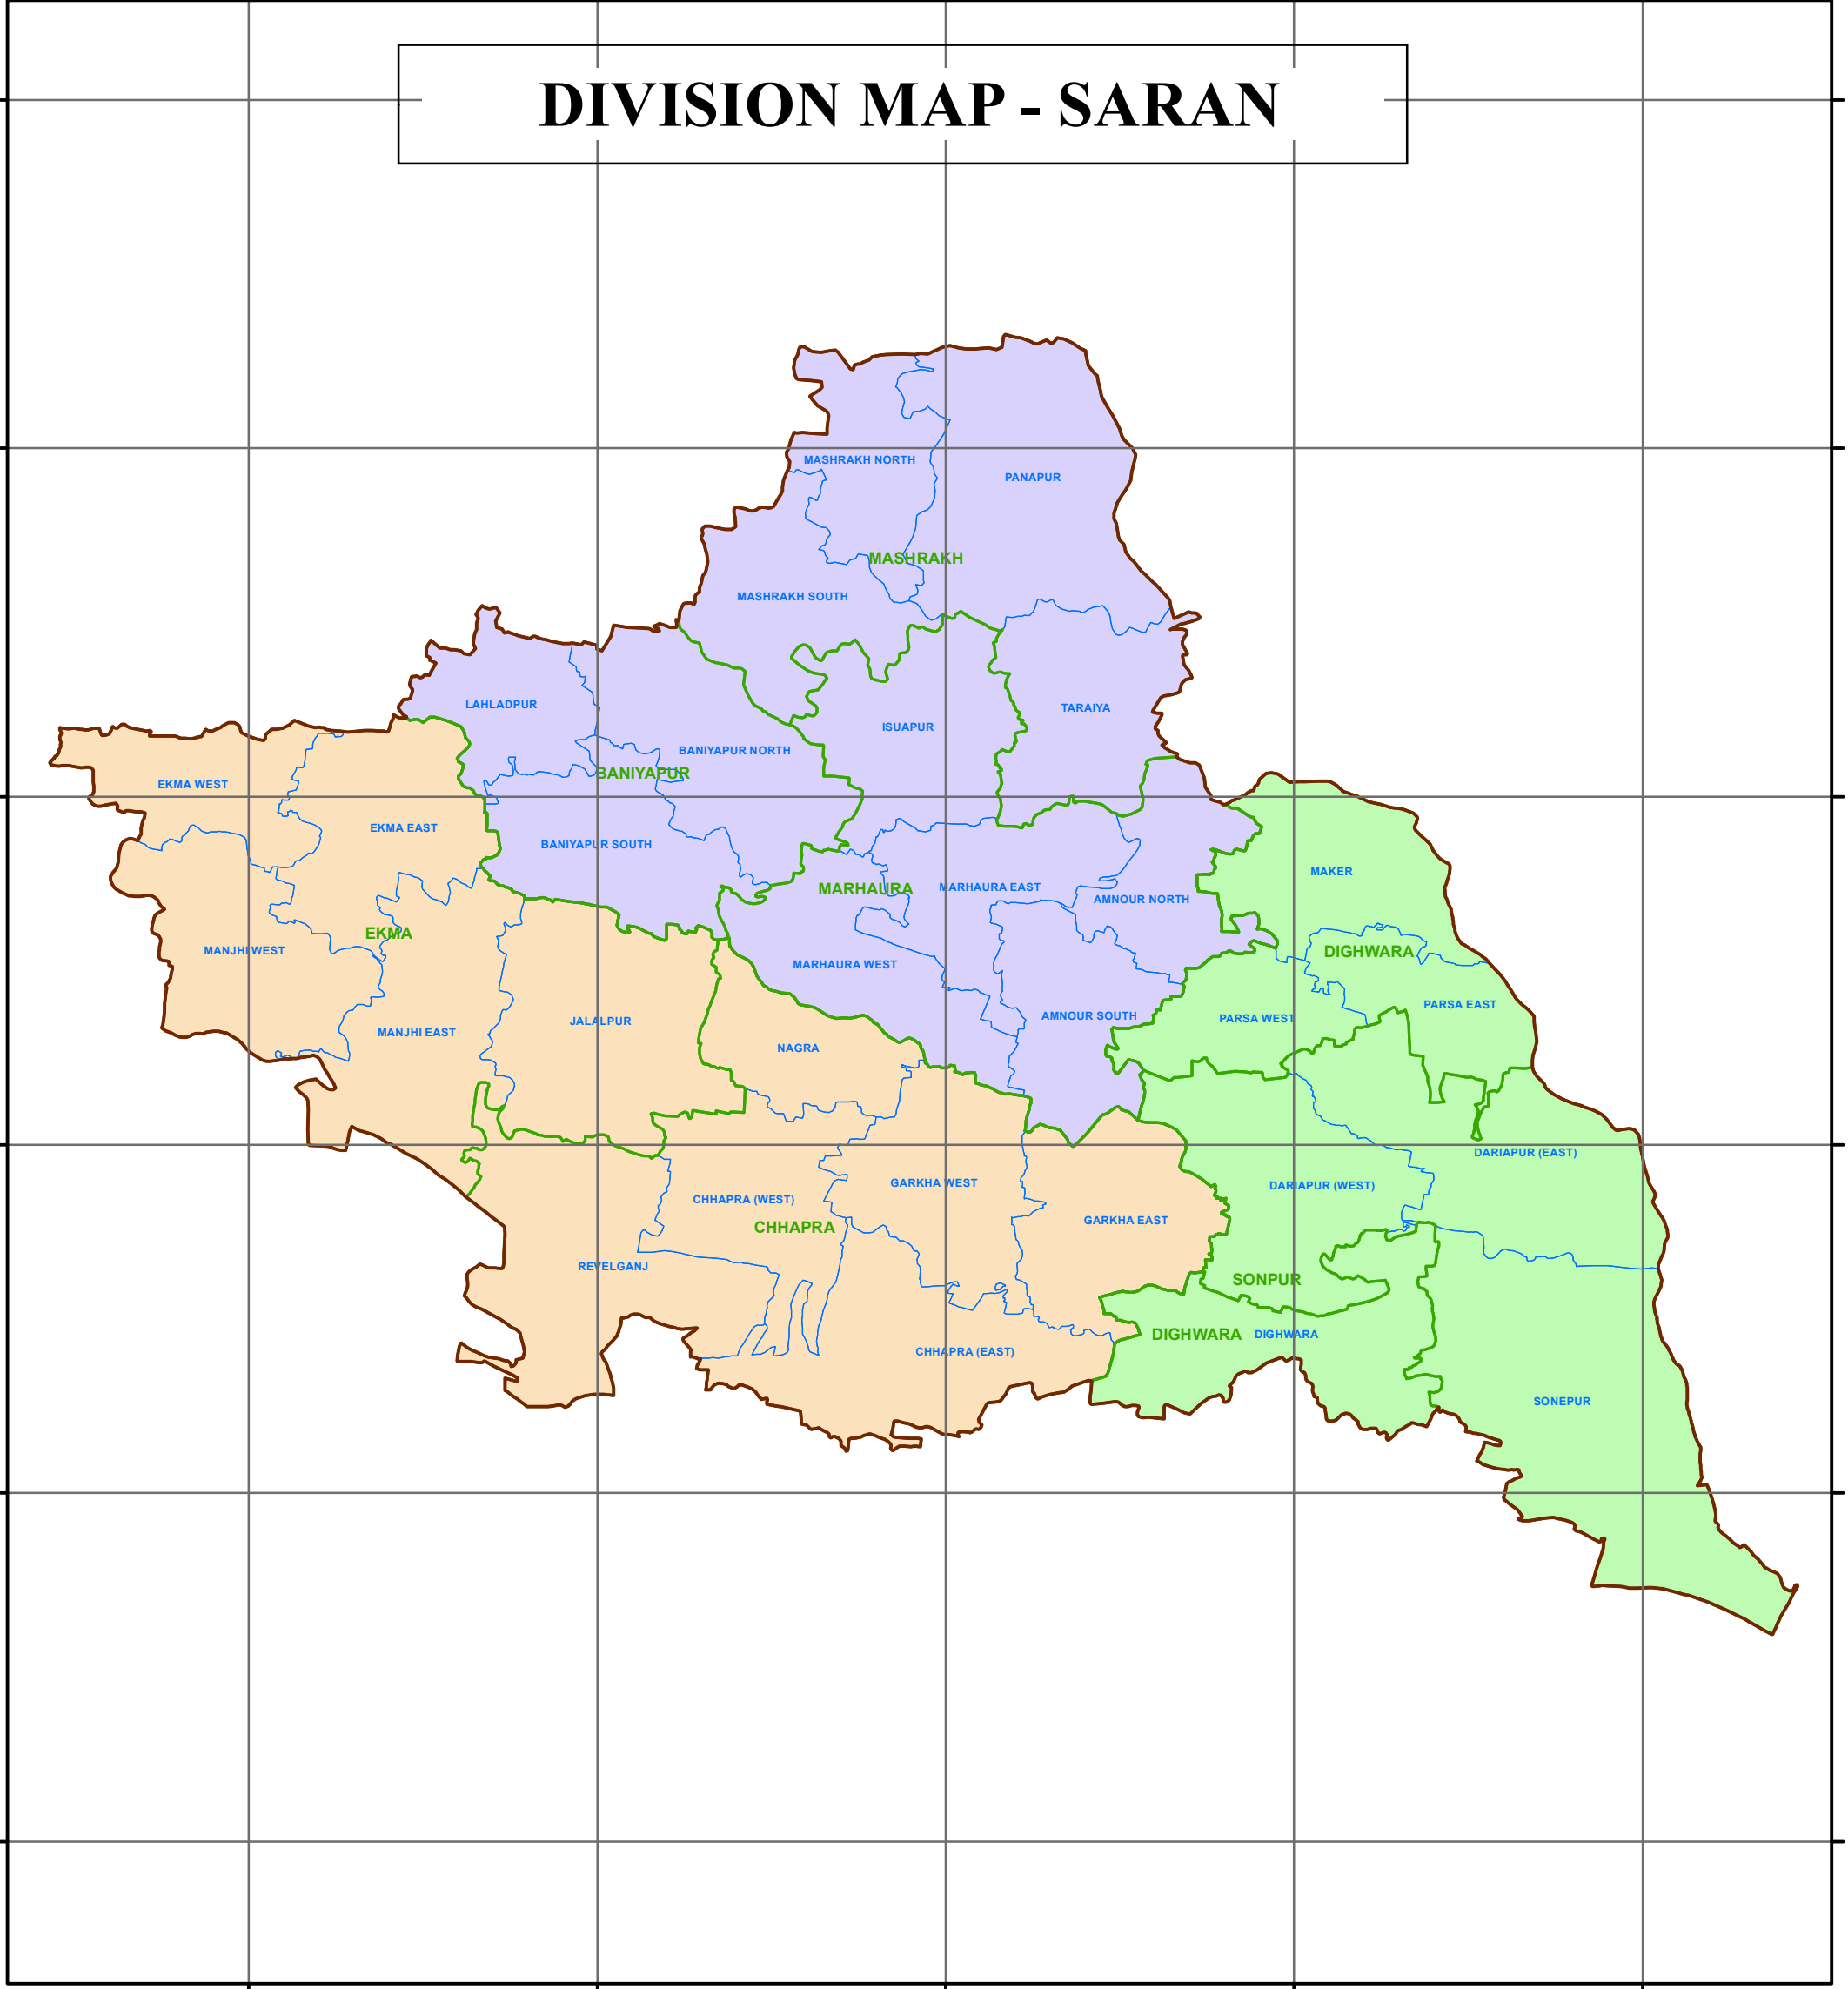 DIVISION MAP - SARAN
MASHRAKH NORTH
PANAPUR
MASHRAKH
MASHRAKH SOUTH
LAHLADPUR
TARAIYA
ISUAPUR
BANIYAPUR NORTH
BANIYAPUR
EKMA WEST
EKMA EAST
BANIYAPUR SOUTH
MAKER
MARHAURA
MARHAURA EAST
AMNOUR NORTH
EKMA
MANJHI WEST
DIGHWARA
MARHAURA WEST
PARSA EAST
AMNOUR SOUTH
PARSA WEST
JALALPUR
MANJHI EAST
NAGRA
DARIAPUR (EAST)
GARKHA WEST
DARIAPUR (WEST)
CHHAPRA (WEST)
GARKHA EAST
CHHAPRA
REVELGANJ
SONPUR
DIGHWARA
DIGHWARA
CHHAPRA (EAST)
SONEPUR